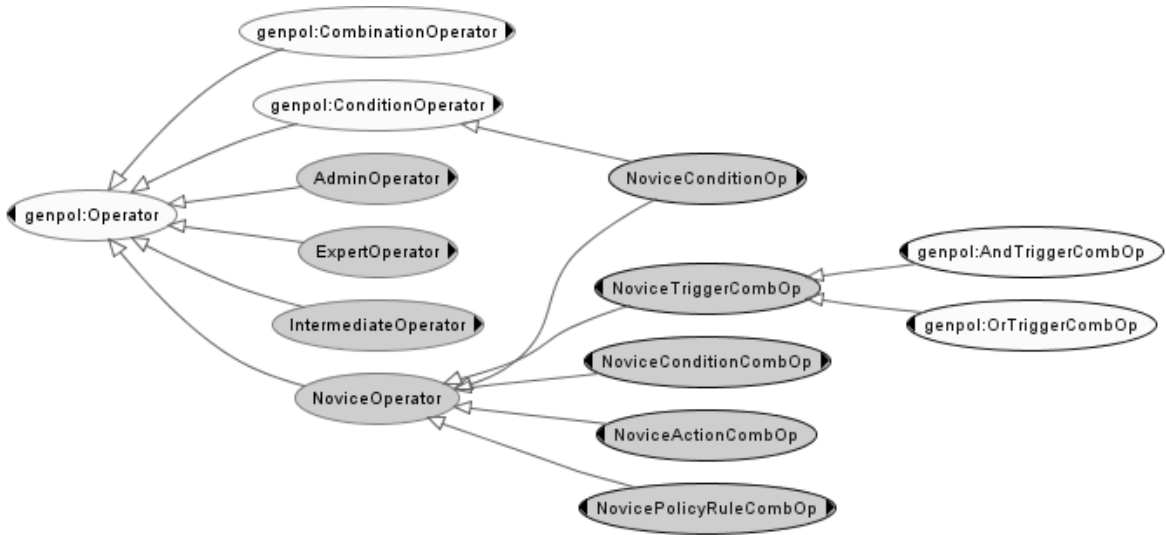 genpol:CombinationOperator
genpol:ConditionOperator
AdminOperator
NoviceConditionOp
genpol:Operator
ExpertOperator
genpol:AndTriggerCombOp
NoviceTriggerCombOp
IntermediateOperator
genpol:OrTriggerCombOp
NoviceConditionCombOp
NoviceOperator
NoviceActionCombOp
NovicePolicyRuleCombOp